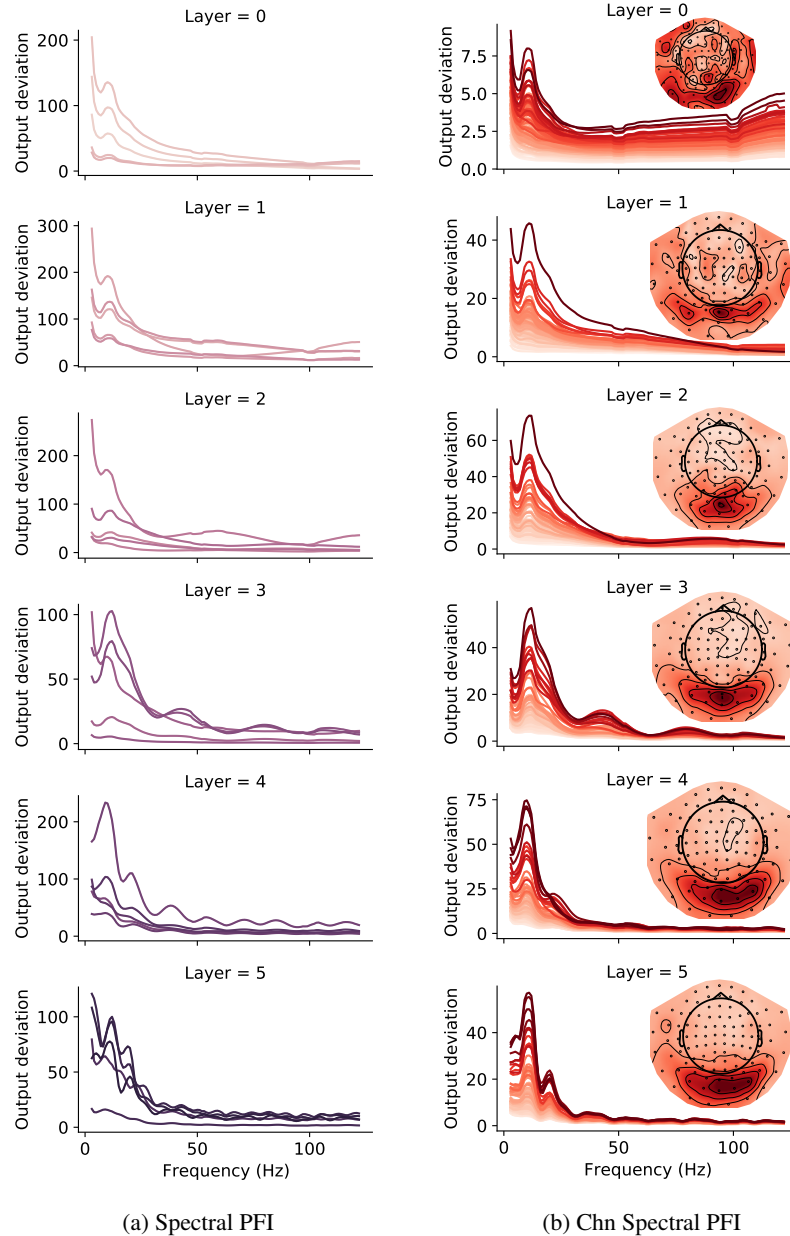 Layer = 0
Output deviation
200
100
0
Layer = 1
Output deviation
300
200
100
0
Layer = 2
Output deviation
200
100
0
Layer = 3
Output deviation
100
50
0
Layer = 4
Output deviation
200
100
0
Layer = 5
Output deviation
100
50
0
0 50 100
Frequency (Hz)
(a) Spectral PFI
Layer = 0
Output deviation
7.5
5.0
2.5
0.0
Layer = 1
Output deviation
40
20
0
Layer = 2
Output deviation
60
40
20
0
Layer = 3
Output deviation
40
20
0
Layer = 4
Output deviation
75
50
25
0
Layer = 5
Output deviation
40
20
0
0 50 100
Frequency (Hz)
(b) Chn Spectral PFI